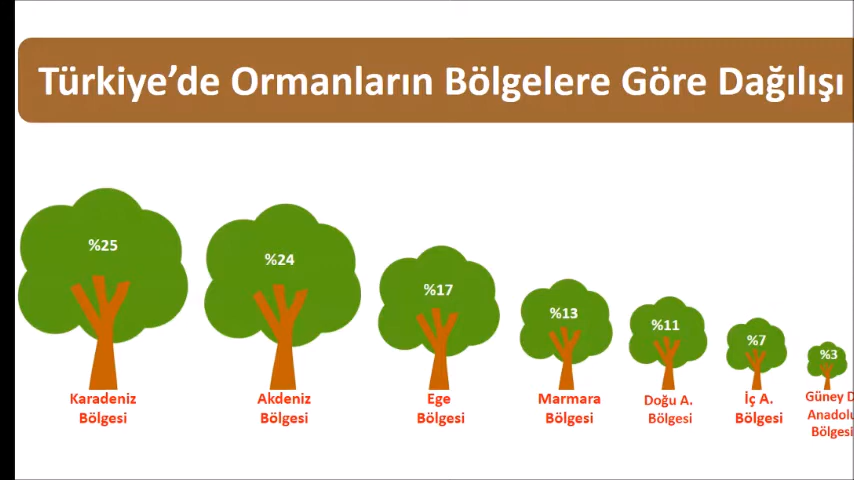 Türkiye’de Ormanların Bölgelere Göre Dağılışı
%25
%24
%17
%13
%11
%7
%3
Karadeniz
Bölgesi
Akdeniz
Bölgesi
Ege
Bölgesi
Marmara
Bölgesi
Doğu A.
Bölgesi
İç A.
Bölgesi
Güney D
Anadolu
Bölgesi